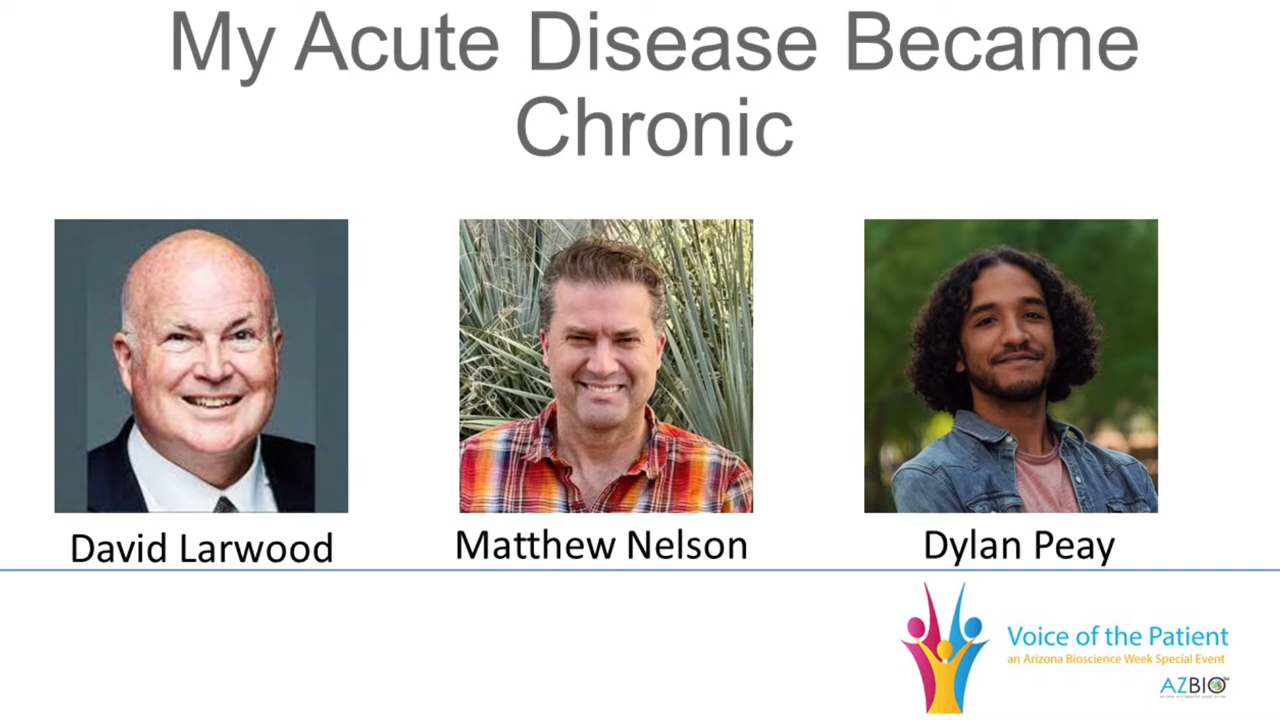 My Acute Disease Became
Chronic
David Larwood
Matthew Nelson
Dylan Peay
Voice of the Patient
an Arizona Bioscience Week Special Event
AZBIO